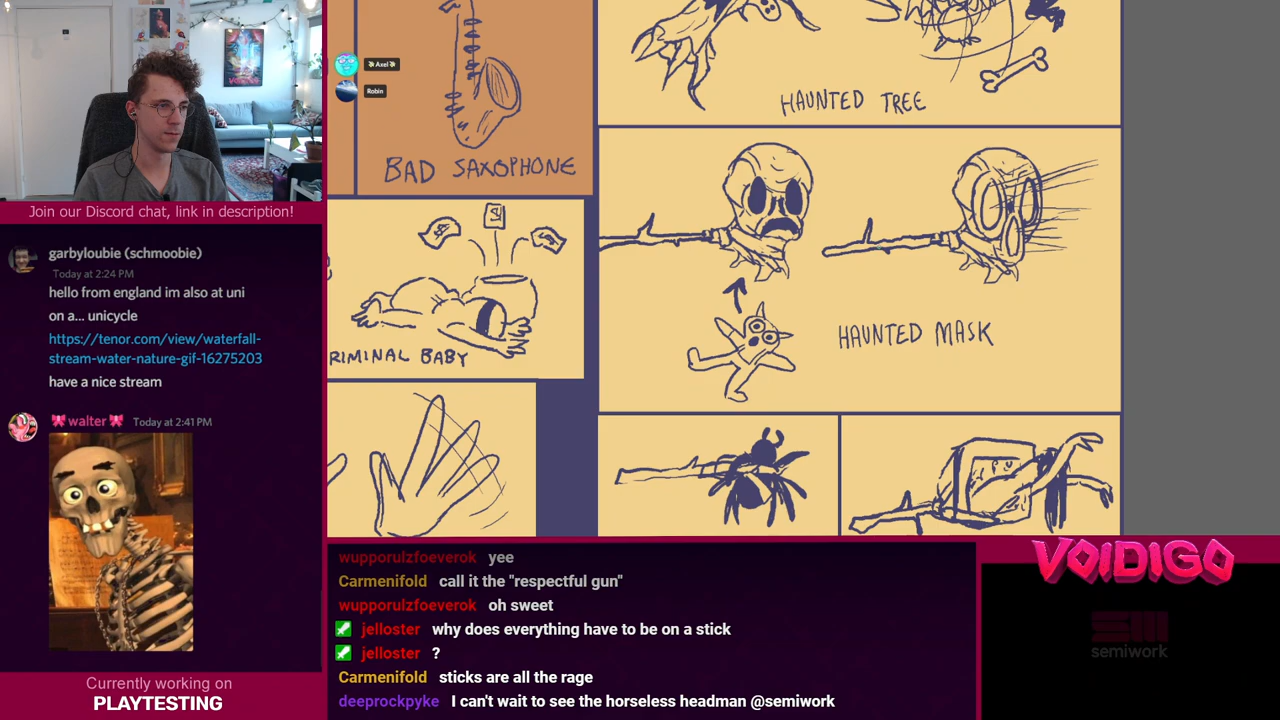 Join our Discord chat, link in description!
garbyloubie (schmoobie)
Today at 2:24 PM
hello from england im also at uni
on a... unicycle
https://tenor.com/view/waterfall-
stream-water-nature-gif-16275203
have a nice stream
walter Today at 2:41 PM
Currently working on
PLAYTESTING
VOIDIGO
Axel
Robin
BAD SAXOPHONE
RIMINAL BABY
HAUNTED TREE
HAUNTED MASK
wupporulzfoeverok yee
Carmenifold call it the "respectful gun"
wupporulzfoeverok oh sweet
jelloster why does everything have to be on a stick
jelloster ?
Carmenifold sticks are all the rage
deeprockpyke I can't wait to see the horseless headman @semiwork
VOIDIGO
semiwork